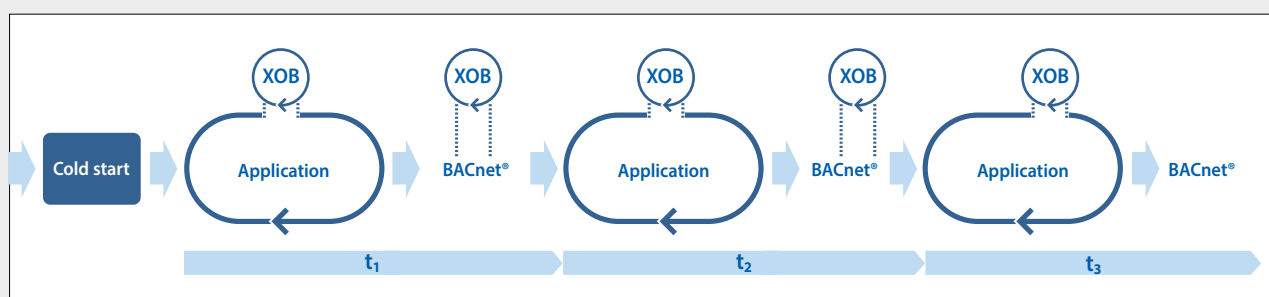 XOB
XOB
XOB
XOB
XOB
Cold start
Application
BACnet®
Application
BACnet®
Application
BACnet®
t₁
t₂
t₃